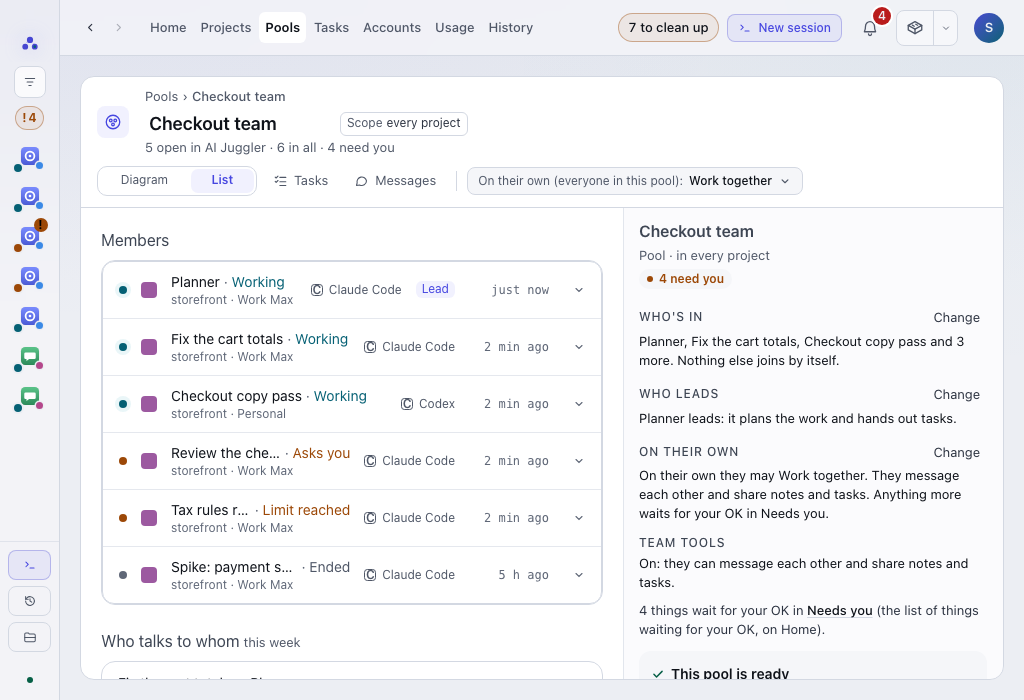 Home Projects Pools Tasks Accounts Usage History
7 to clean up
New session
4
S
! 4
!
Pools › Checkout team
Checkout team
Scope every project
5 open in AI Juggler · 6 in all · 4 need you
Diagram List Tasks Messages
On their own (everyone in this pool): Work together
Members
Planner · Working
storefront · Work Max
Claude Code Lead just now
Fix the cart totals · Working
storefront · Work Max
Claude Code 2 min ago
Checkout copy pass · Working
storefront · Personal
Codex 2 min ago
Review the che... · Asks you
storefront · Work Max
Claude Code 2 min ago
Tax rules r... · Limit reached
storefront · Work Max
Claude Code 2 min ago
Spike: payment s... · Ended
storefront · Work Max
Claude Code 5 h ago
Who talks to whom this week
Checkout team
Pool · in every project
4 need you
WHO'S IN Change
Planner, Fix the cart totals, Checkout copy pass and 3
more. Nothing else joins by itself.
WHO LEADS Change
Planner leads: it plans the work and hands out tasks.
ON THEIR OWN Change
On their own they may Work together. They message
each other and share notes and tasks. Anything more
waits for your OK in Needs you.
TEAM TOOLS
On: they can message each other and share notes and
tasks.
4 things wait for your OK in Needs you (the list of things
waiting for your OK, on Home).
This pool is ready